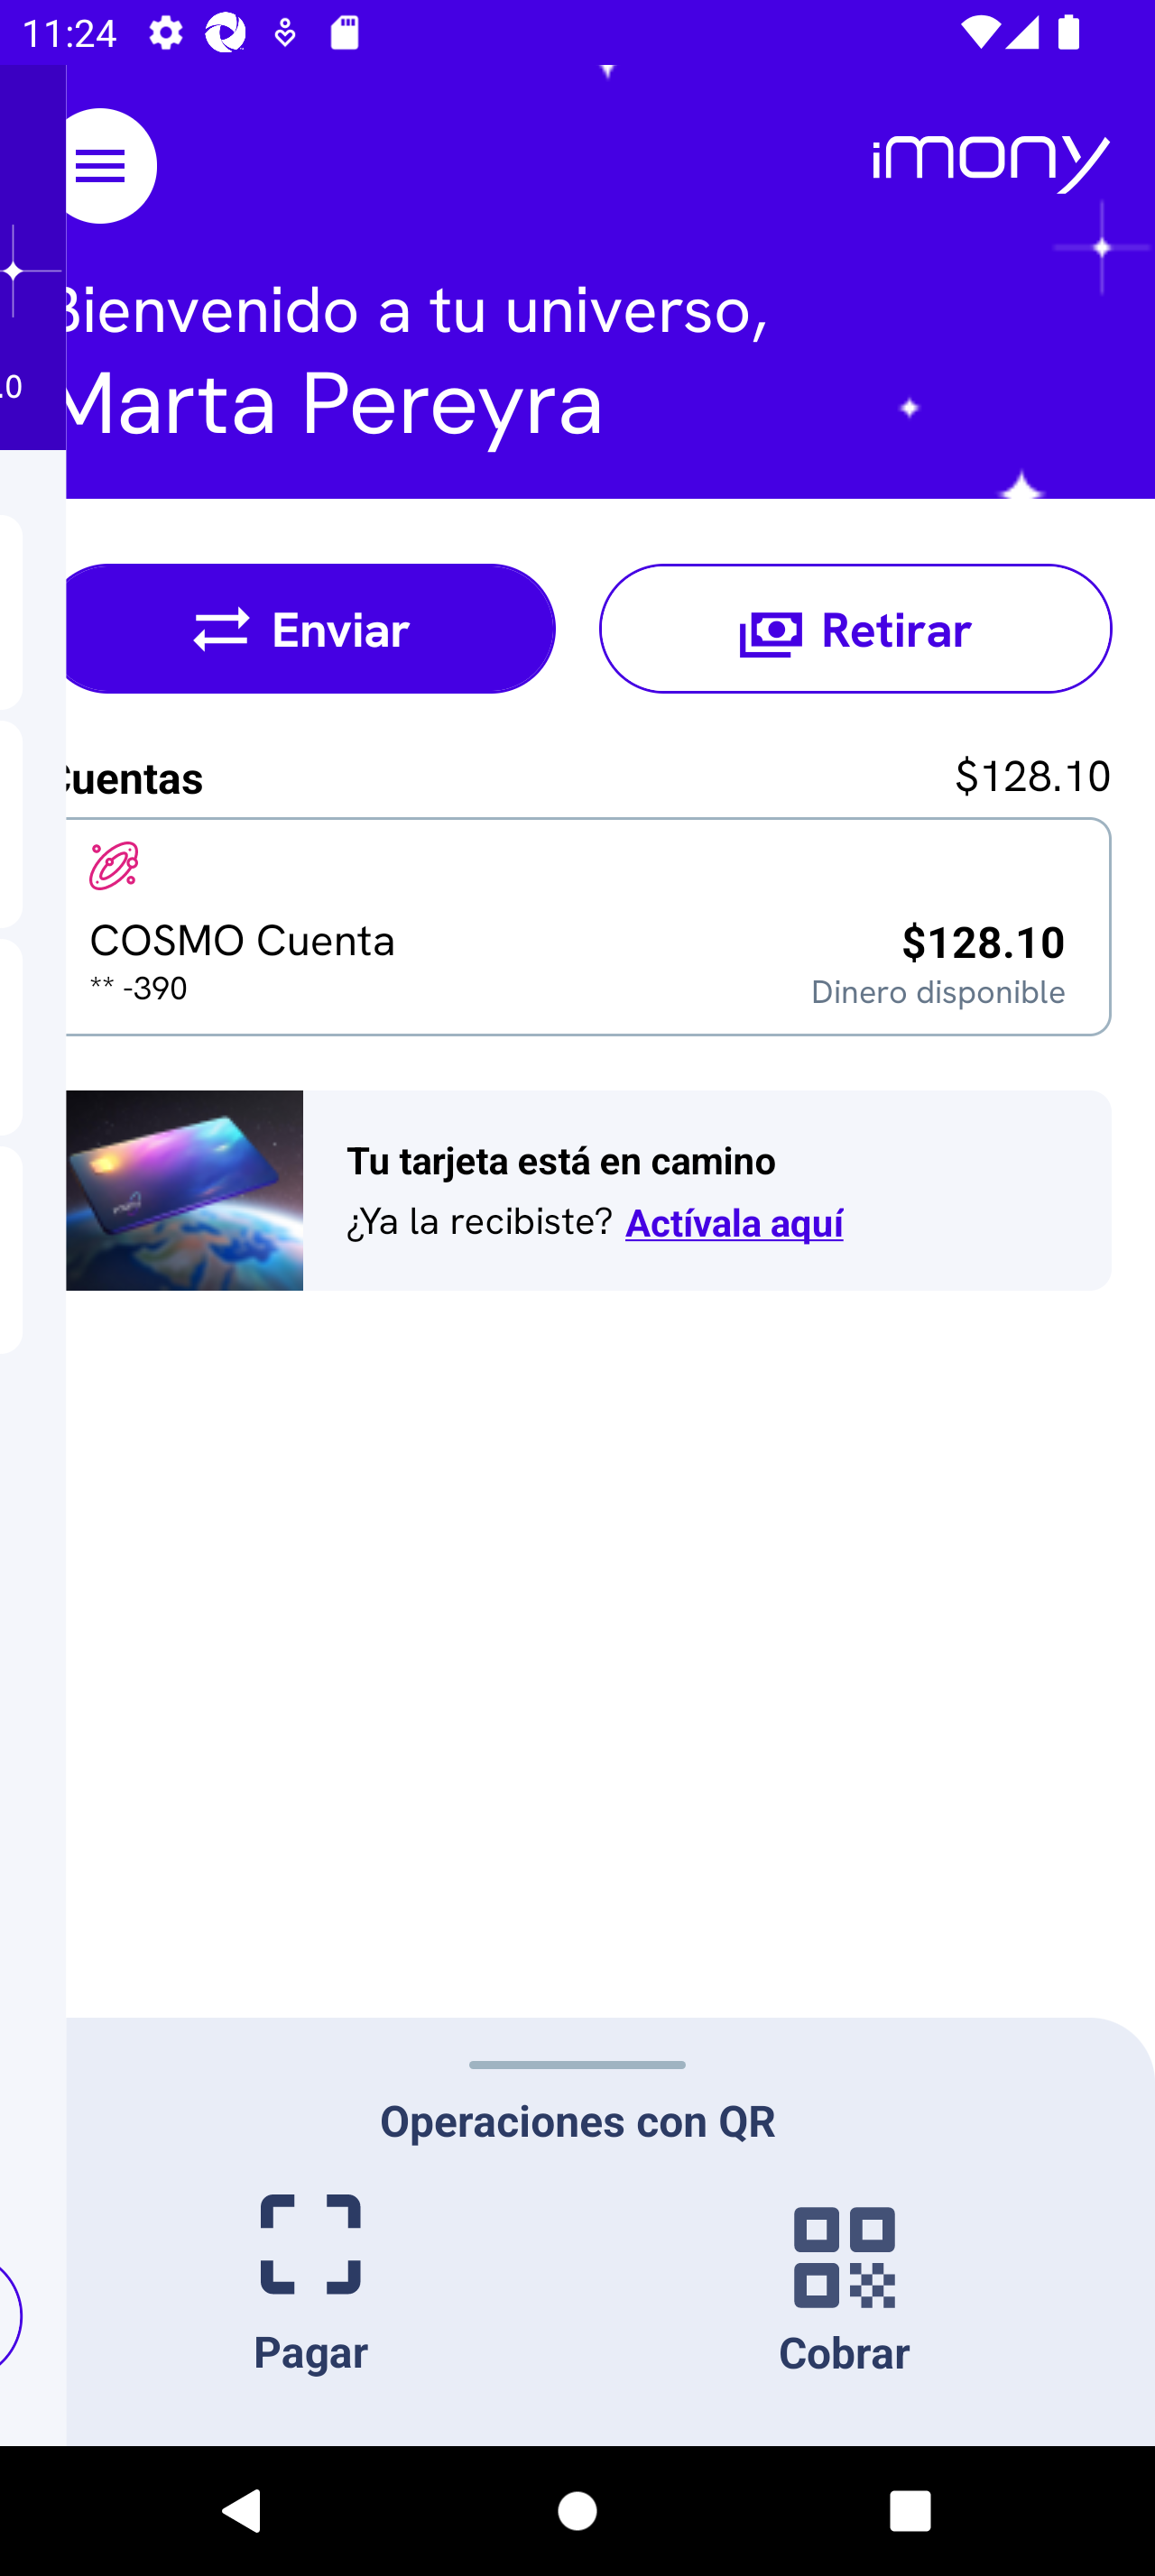 11:24
imony
Bienvenido a tu universo,
Marta Pereyra
.0
Enviar
Retirar
Cuentas
$128.10
COSMO Cuenta
$128.10
** -390
Dinero disponible
Tu tarjeta está en camino
¿Ya la recibiste? Actívala aquí
Operaciones con QR
Pagar
Cobrar